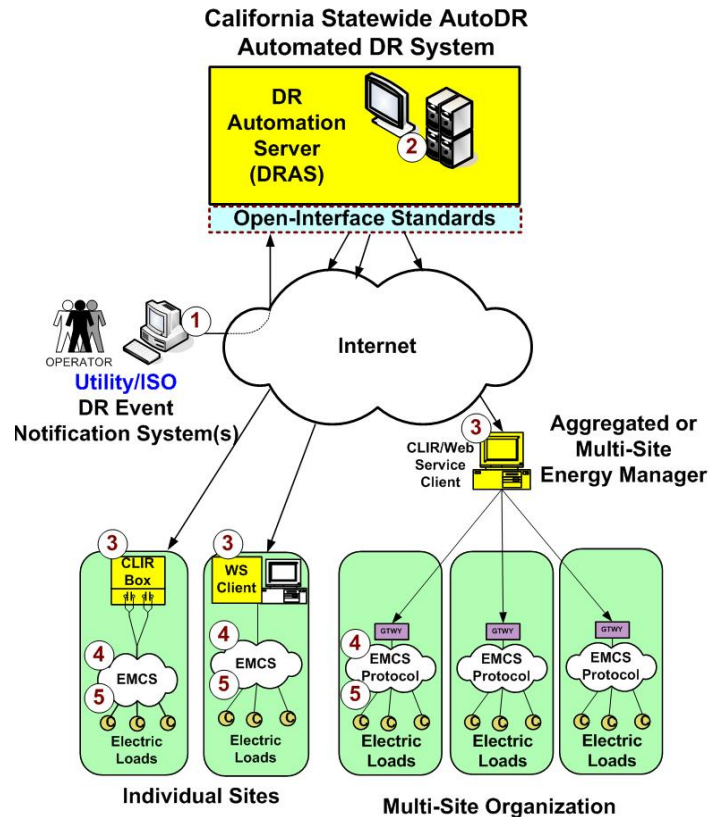 California Statewide AutoDR
Automated DR System
DR
Automation
Server
(DRAS)
2
Open-Interface Standards
1
OPERATOR
Utility/ISO
DR Event
Notification System(s)
Internet
3
CLIR/Web
Service
Client
Aggregated or
Multi-Site
Energy Manager
3
CLIR
Box
4
EMCS
5
Electric
Loads
3
WS
Client
4
EMCS
5
Electric
Loads
Individual Sites
GTWY
4
EMCS
Protocol
5
Electric
Loads
GTWY
EMCS
Protocol
Electric
Loads
GTWY
EMCS
Protocol
Electric
Loads
Multi-Site Organization